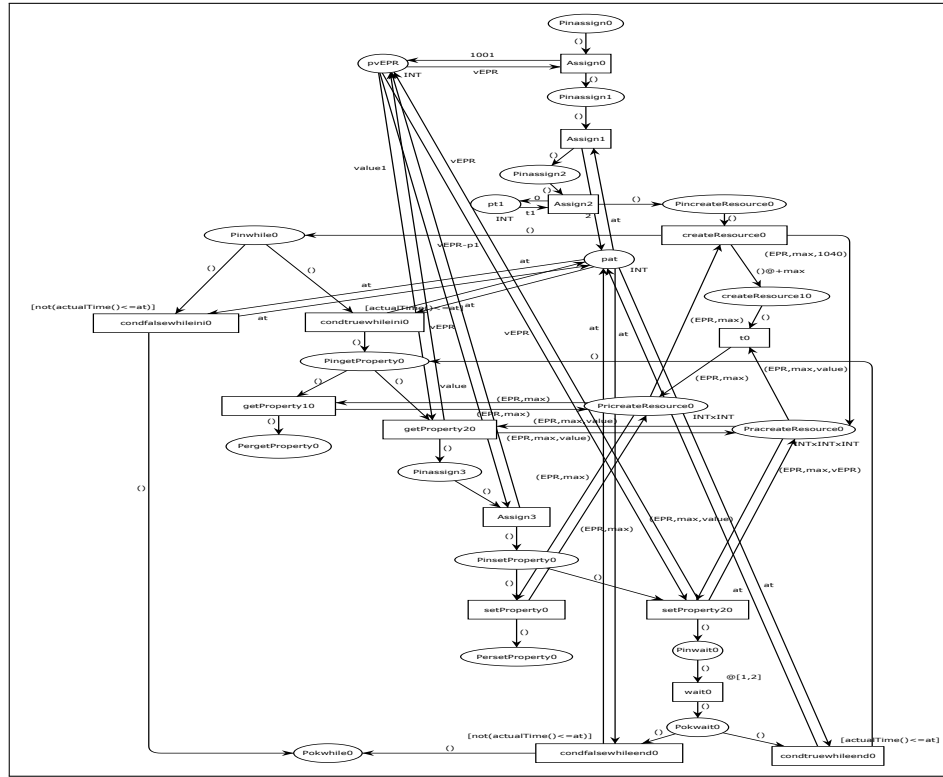 Pinassign0
()
1001
pvEPR
Assign0
vEPR
INT
()
Pinassign1
()
Assign1
()
vEPR
value1
Pinassign2
()
0
pt1
Assign2
()
PincreateResource0
INT
t1
2
at
()
Pinwhile0
()
createResource0
vEPR-p1
(EPR,max,1040)
()
()
at
pat
INT
()@+max
at
createResource10
[not(actualTime()<=at)]
[actualTime()<=at]
at
at
condfalsewhileini0
condtruewhileini0
vEPR
vEPR
at
at
(EPR,max)
()
t0
()
PingetProperty0
()
(EPR,max,value)
()
()
value
(EPR,max)
getProperty10
(EPR,max)
PricreateResource0
(EPR,max)
INTxINT
()
getProperty20
(EPR,max,value)
PracreateResource0
PergetProperty0
()
(EPR,max,value)
INTxINTxINT
Pinassign3
(EPR,max)
(EPR,max,vEPR)
()
()
Assign3
(EPR,max)
(EPR,max,value)
()
PinsetProperty0
()
()
at
at
setProperty0
setProperty20
()
()
PersetProperty0
Pinwait0
()
@[1,2]
wait0
()
Pokwait0
[not(actualTime()<=at)]
()
()
[actualTime()<=at]
Pokwhile0
()
condfalsewhileend0
condtruewhileend0